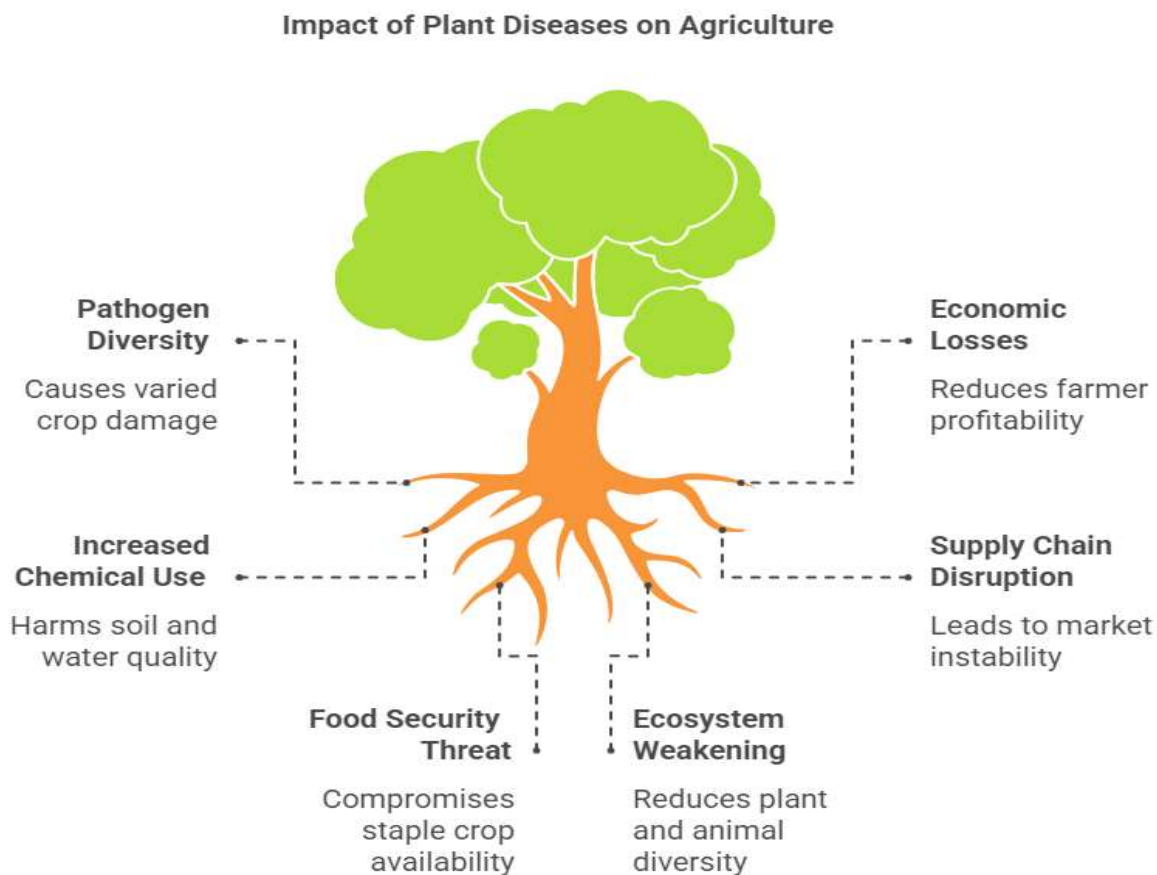 Impact of Plant Diseases on Agriculture
Pathogen
Diversity
Causes varied
crop damage
Economic
Losses
Reduces farmer
profitability
Increased
Chemical Use
Harms soil and
water quality
Supply Chain
Disruption
Leads to market
instability
Food Security
Threat
Compromises
staple crop
availability
Ecosystem
Weakening
Reduces plant
and animal
diversity